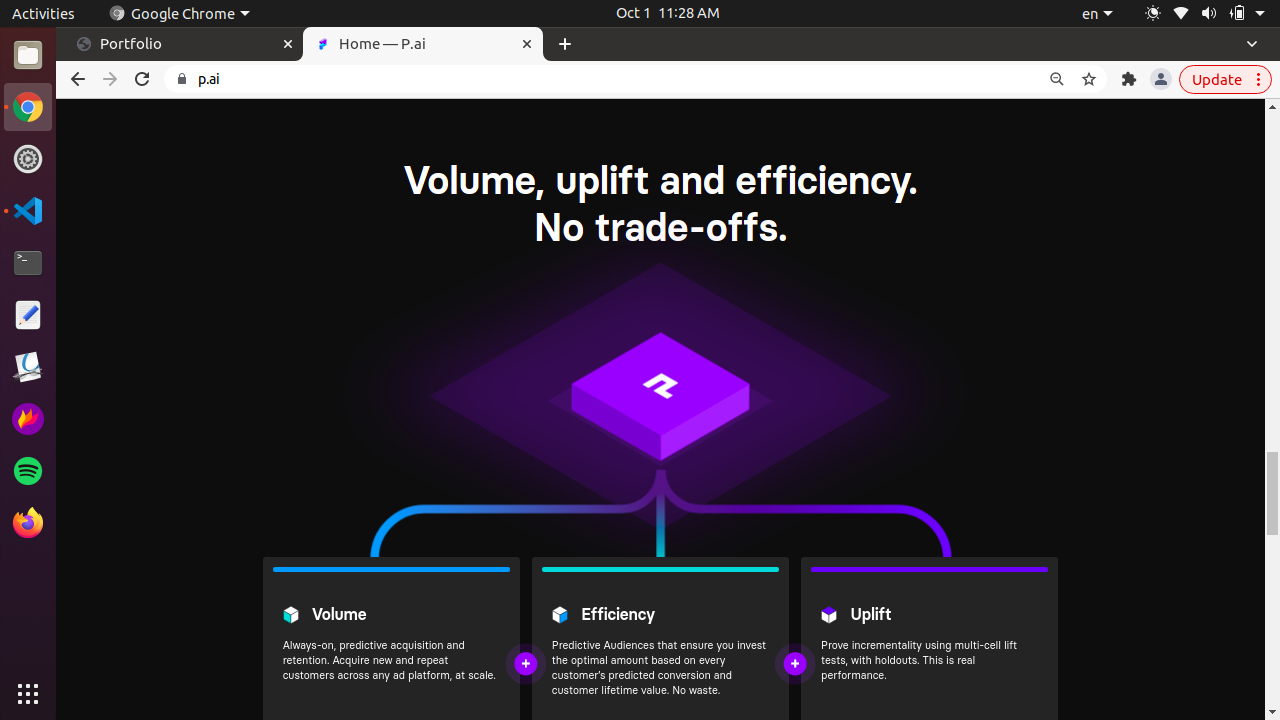 Activities
Google Chrome
Oct 1 11:28 AM
en
Portfolio
Home — P.ai
p.ai
Update
Volume, uplift and efficiency.
No trade-offs.
Volume
Always-on, predictive acquisition and
retention. Acquire new and repeat
customers across any ad platform, at scale.
Efficiency
Predictive Audiences that ensure you invest
the optimal amount based on every
customer's predicted conversion and
customer lifetime value. No waste.
Uplift
Prove incrementality using multi-cell lift
tests, with holdouts. This is real
performance.